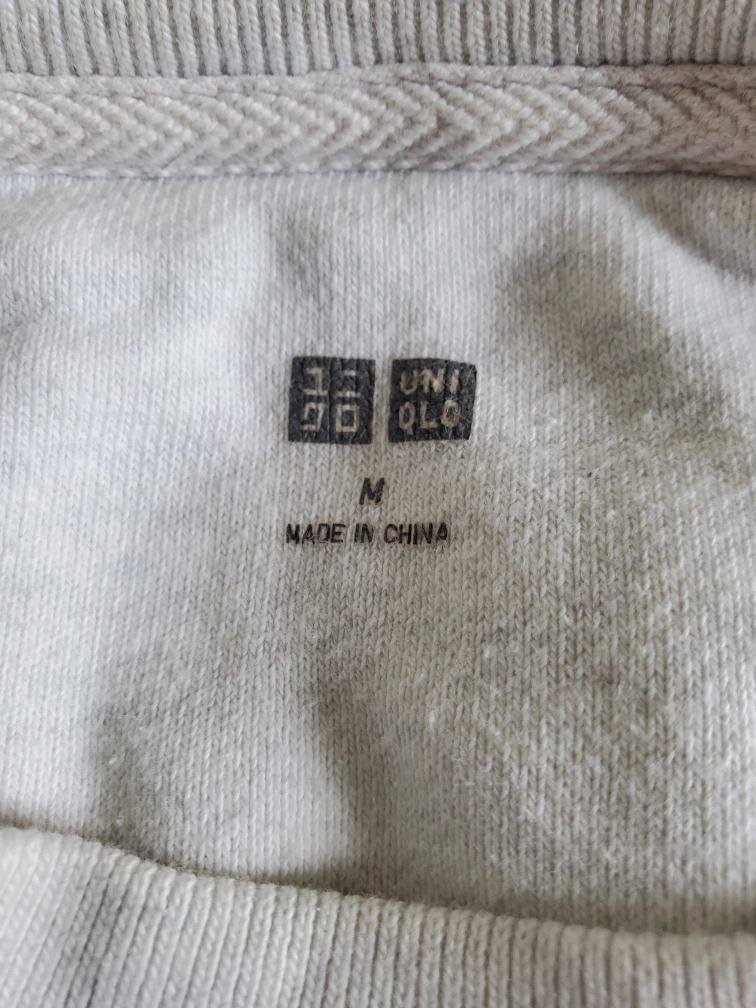 ユニ UNI
クロ QLO
M
MADE IN CHINA